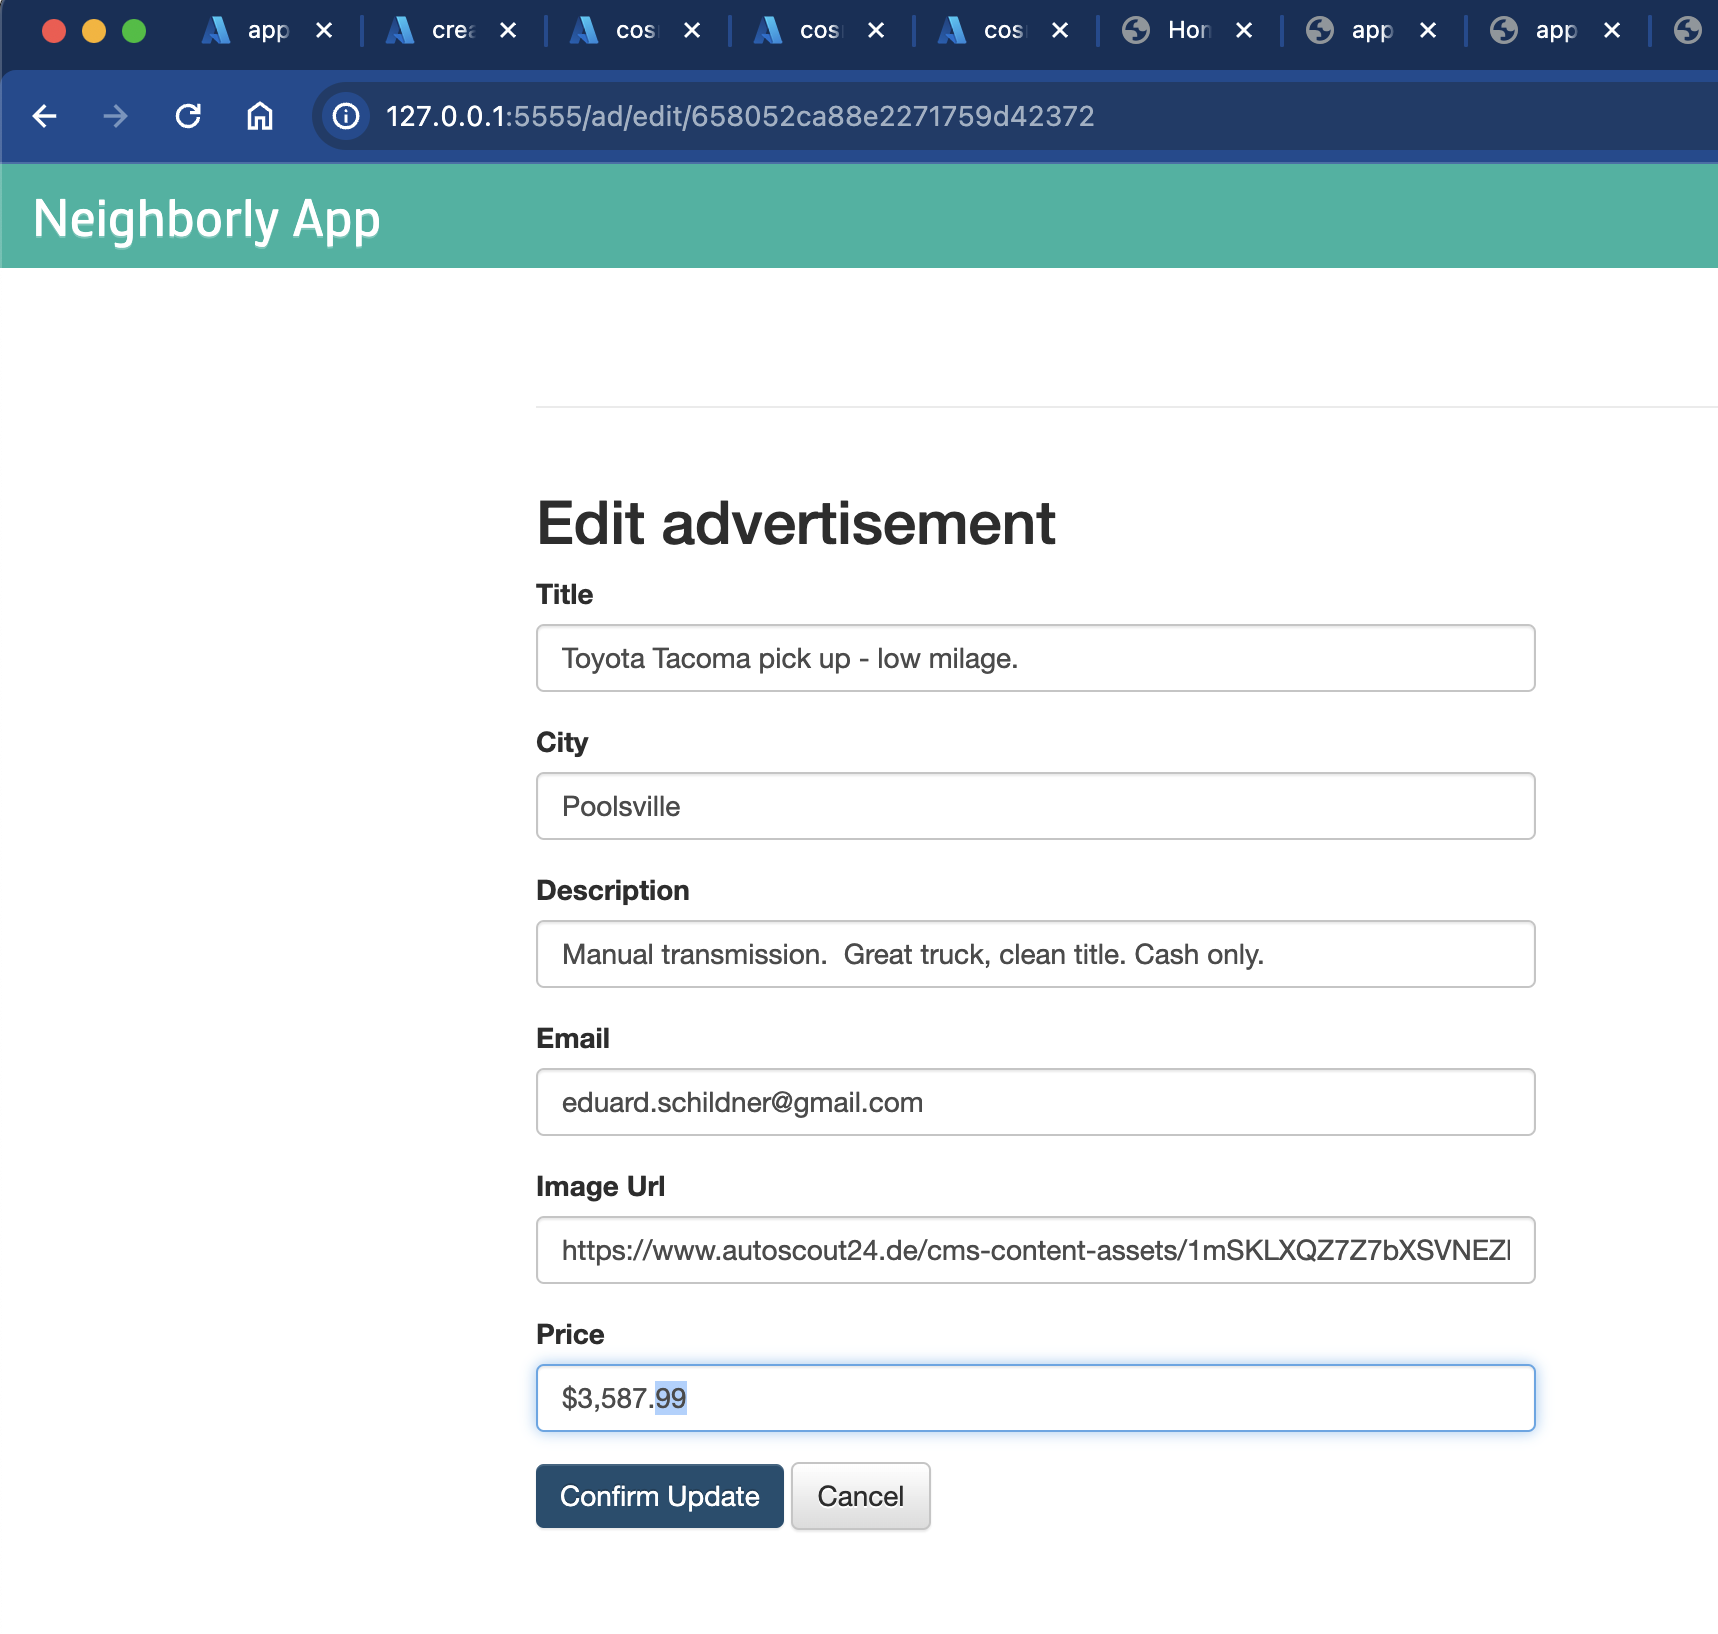 app
crea
cos
cos
cos
Hon
app
app
127.0.0.1:5555/ad/edit/658052ca88e2271759d42372
Neighborly App
Edit advertisement
Title
Toyota Tacoma pick up - low milage.
City
Poolsville
Description
Manual transmission.  Great truck, clean title. Cash only.
Email
eduard.schildner@gmail.com
Image Url
https://www.autoscout24.de/cms-content-assets/1mSKLXQZ7Z7bXSVNEZ
Price
$3,587.99
Confirm Update
Cancel